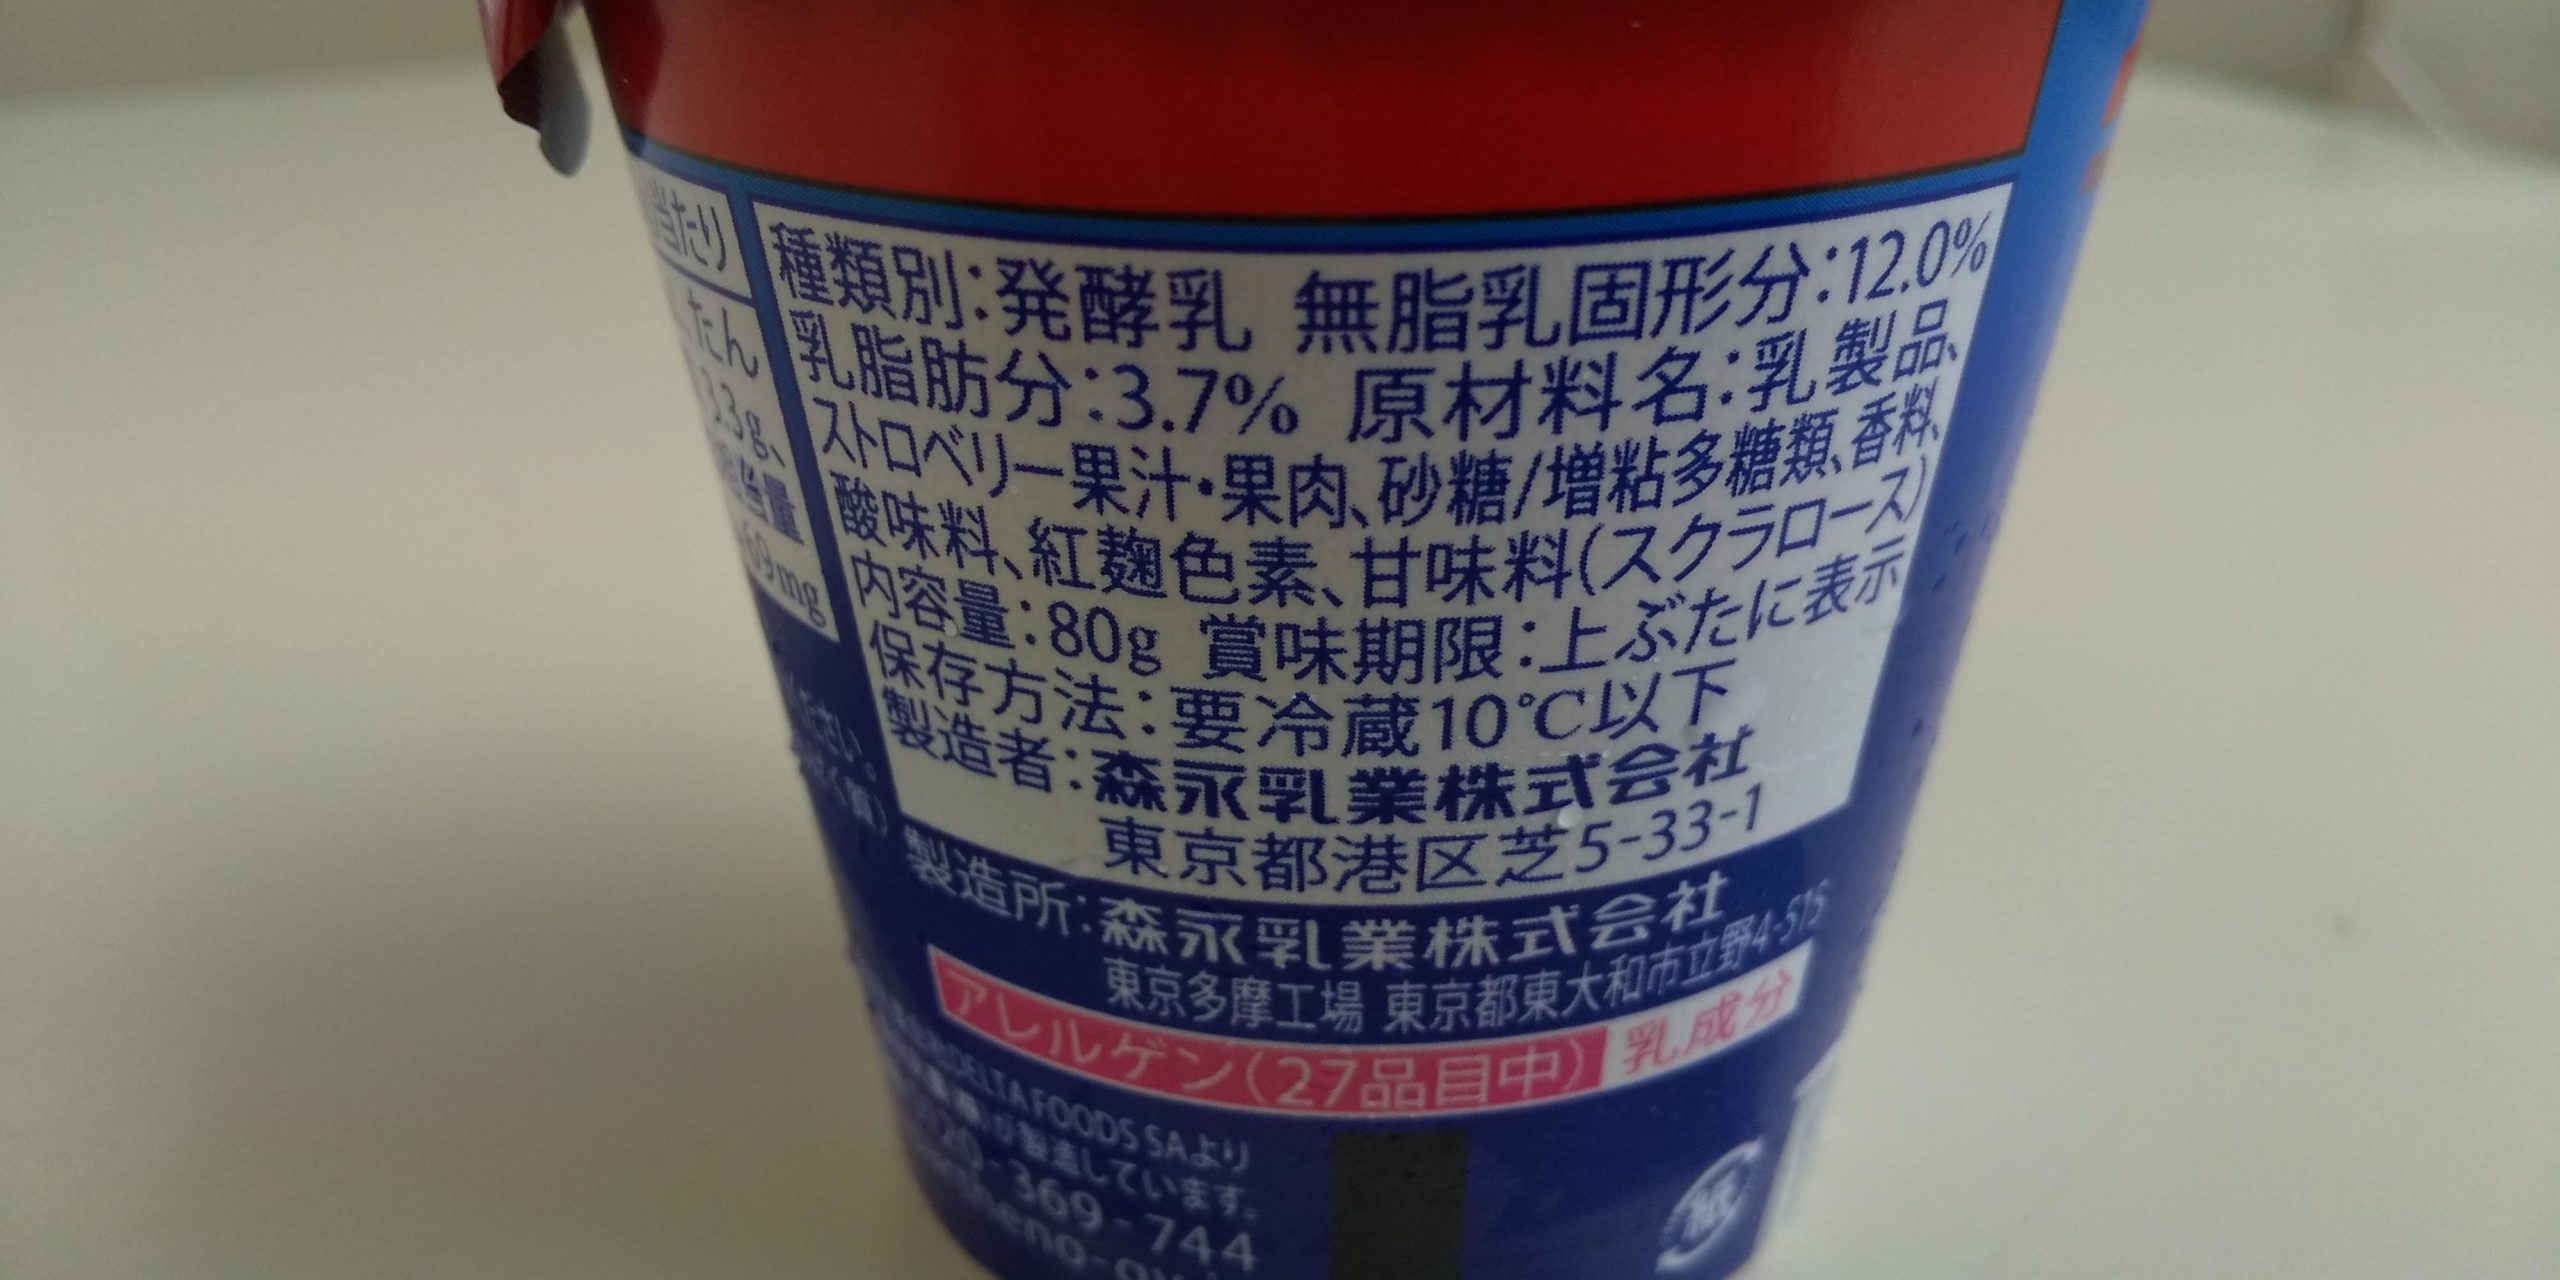 当たり
たん
33g、
当量
69mg
種類別：発酵乳 無脂乳固形分：12.0%
乳脂肪分：3.7% 原材料名：乳製品、
ストロベリー果汁・果肉、砂糖/増粘多糖類、香料、
酸味料、紅麹色素、甘味料（スクラロース）
内容量：80g 賞味期限：上ぶたに表示
保存方法：要冷蔵10℃以下
製造者：森永乳業株式会社
東京都港区芝5-33-1
製造所：森永乳業株式会社
東京多摩工場 東京都東大和市立野4-515
アレルゲン（27品目中） 乳成分
DELTA FOODS SAより
が製造しています。
20-369-744
紙